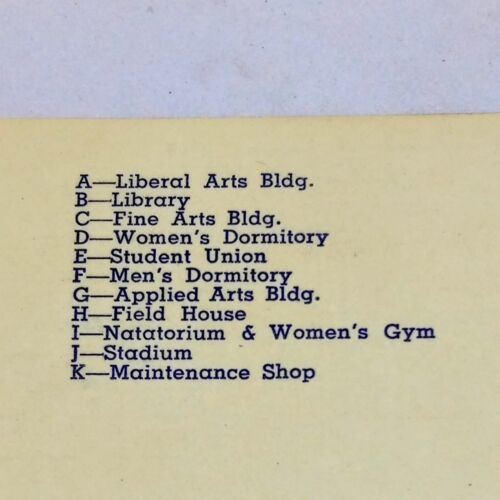 A—Liberal Arts Bldg.
B—Library
C—Fine Arts Bldg.
D—Women's Dormitory
E—Student Union
F—Men's Dormitory
G—Applied Arts Bldg.
H—Field House
I—Natatorium & Women's Gym
J—Stadium
K—Maintenance Shop